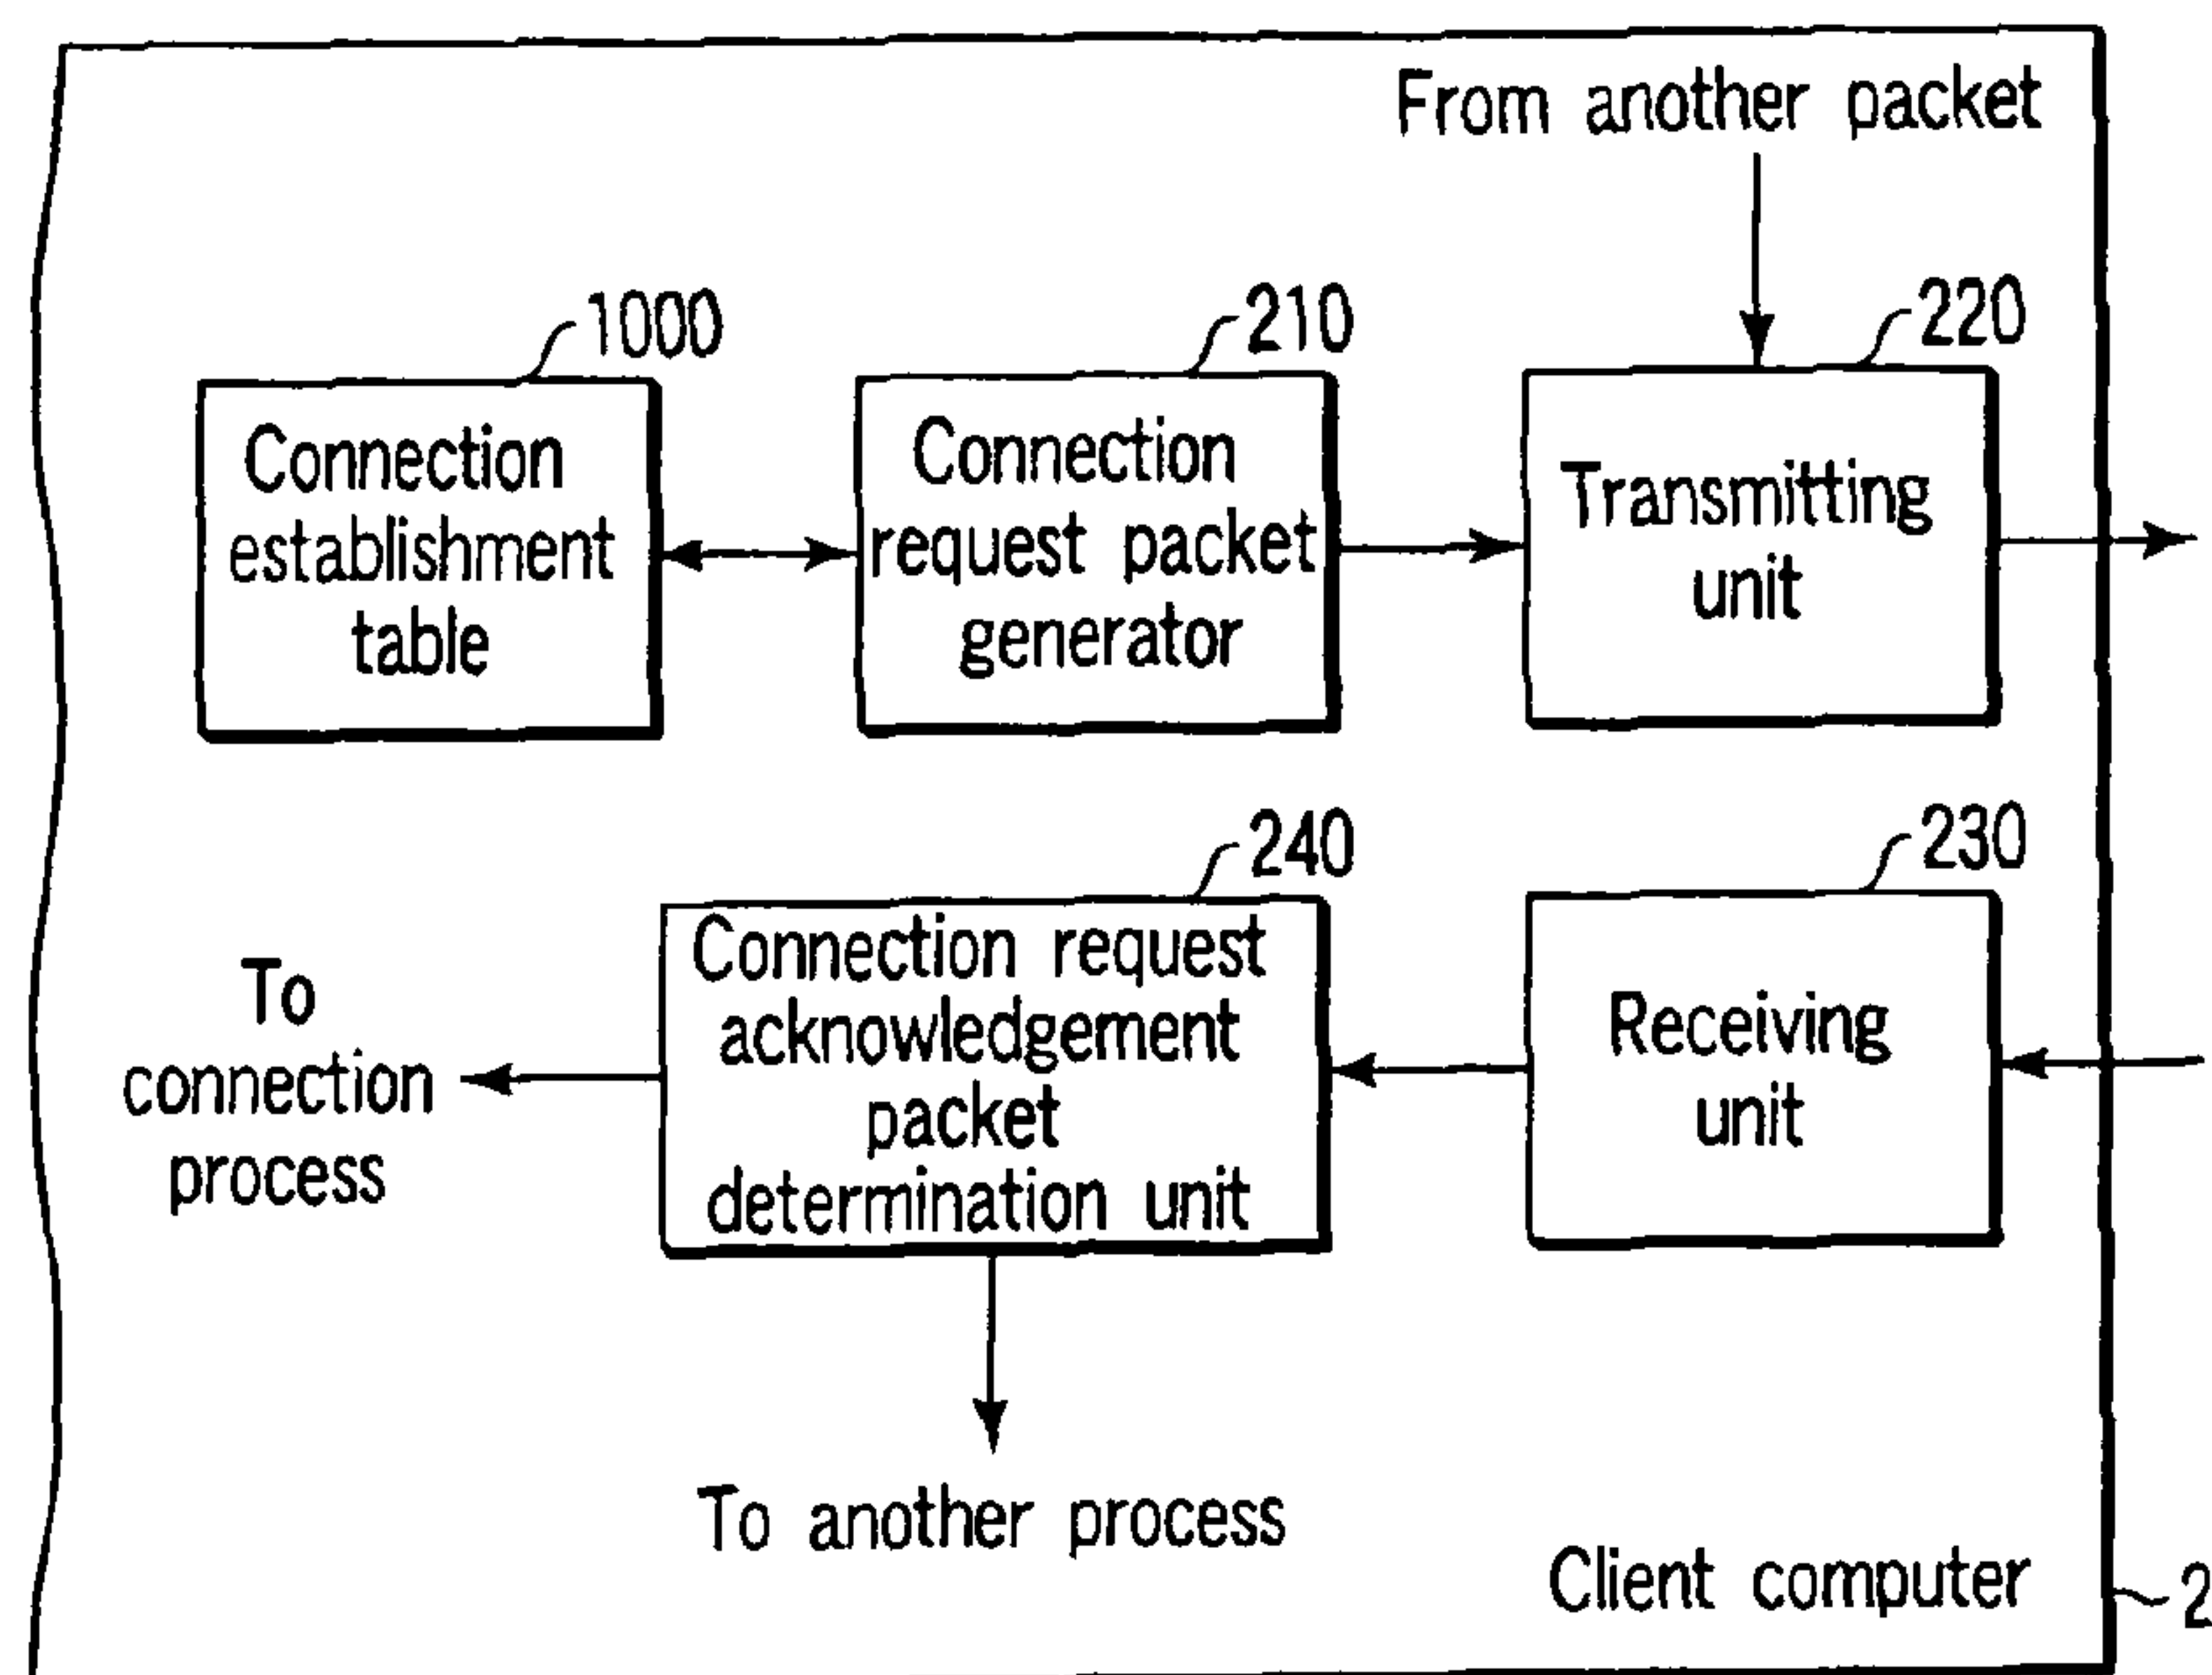 From another packet
1000
210
220
Connection
establishment
table
Connection
request packet
generator
Transmitting
unit
240
230
To
connection
process
Connection request
acknowledgement
packet
determination unit
Receiving
unit
To another process
Client computer
2